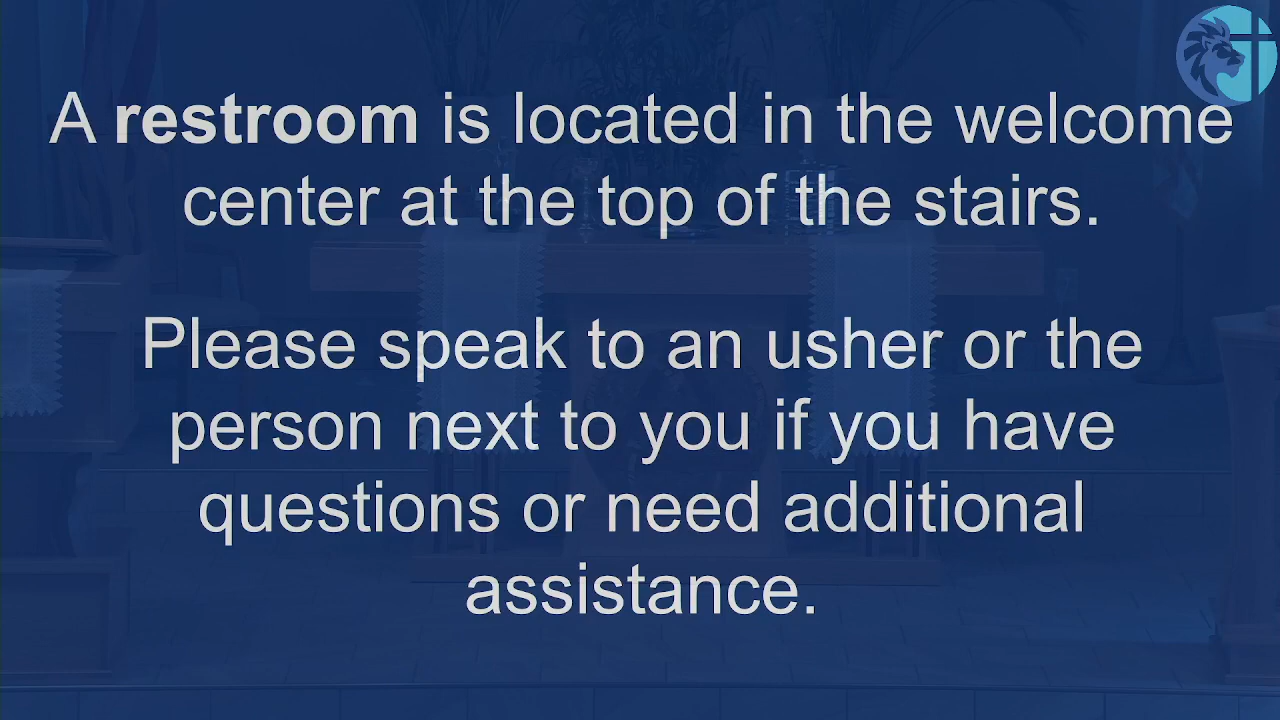 A restroom is located in the welcome
center at the top of the stairs.
Please speak to an usher or the
person next to you if you have
questions or need additional
assistance.